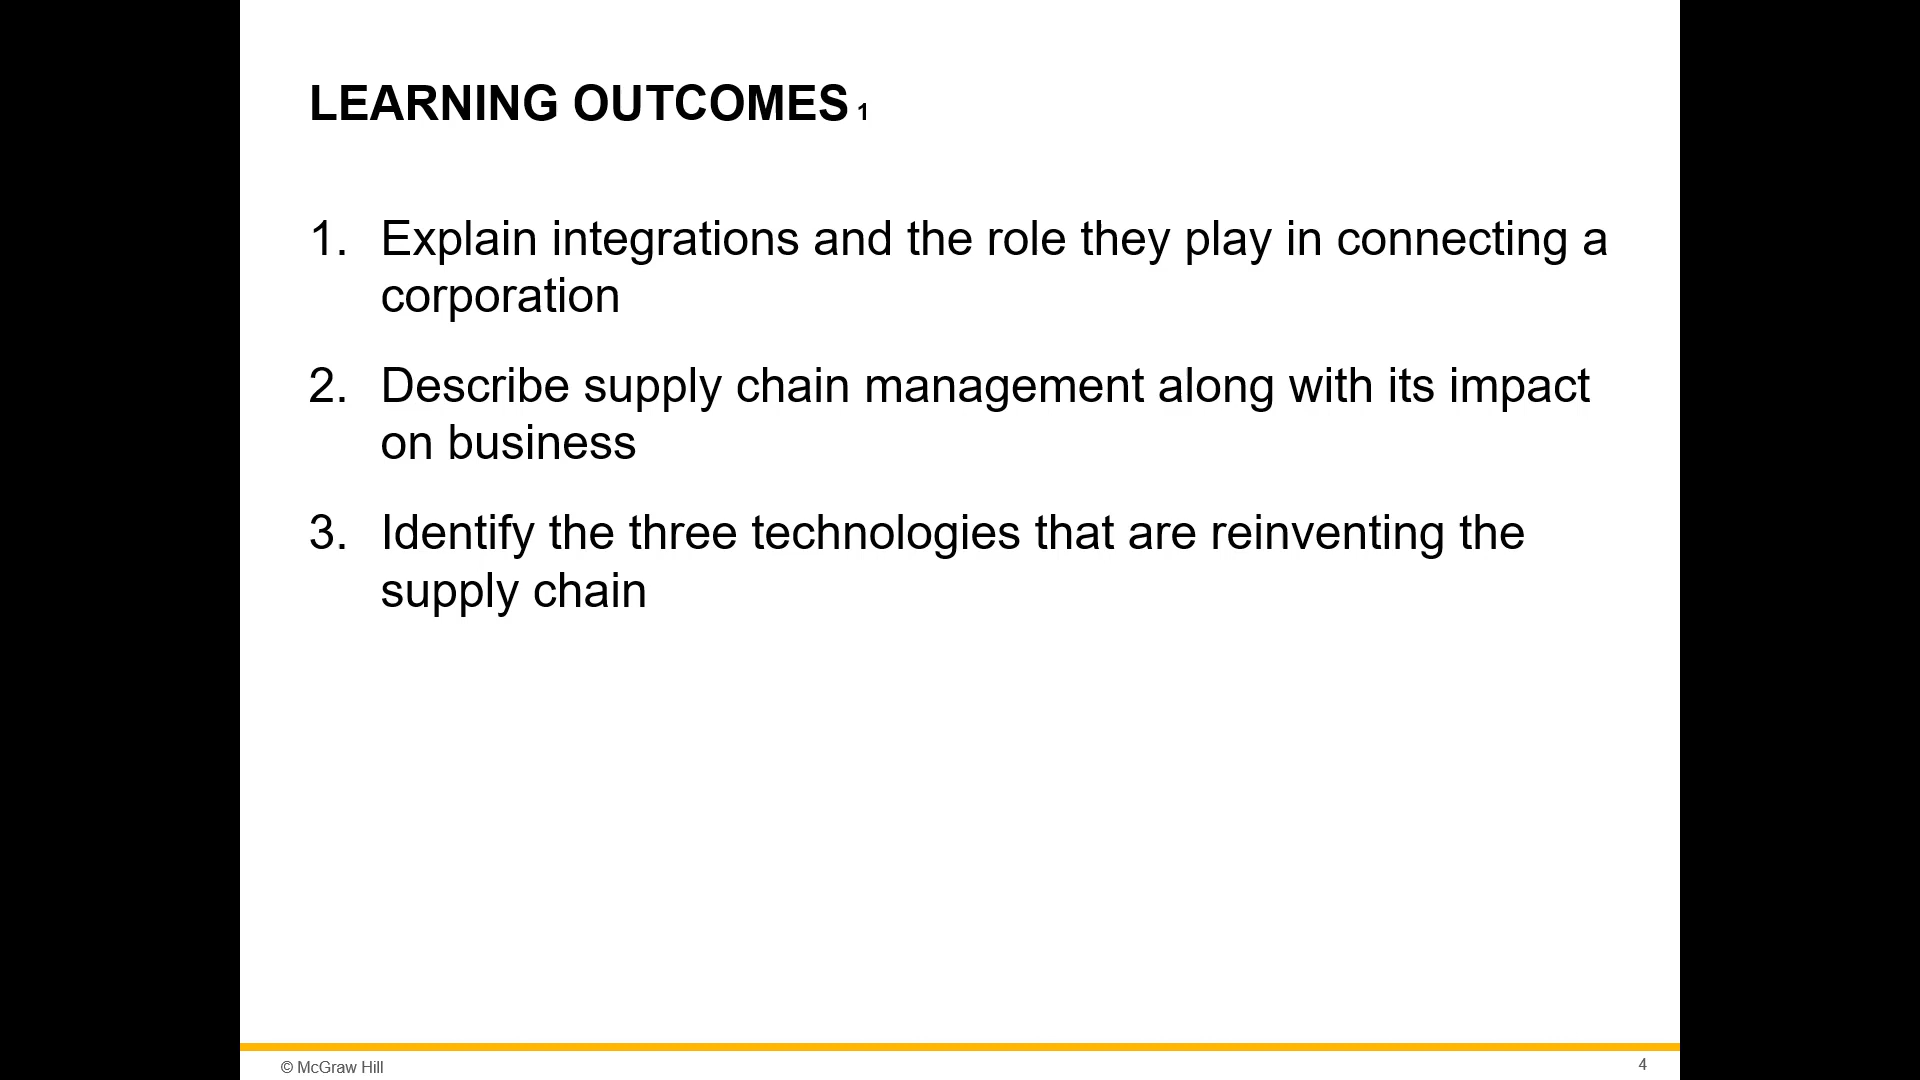 LEARNING OUTCOMES 1
1. Explain integrations and the role they play in connecting a
corporation
2. Describe supply chain management along with its impact
on business
3. Identify the three technologies that are reinventing the
supply chain
© McGraw Hill
4